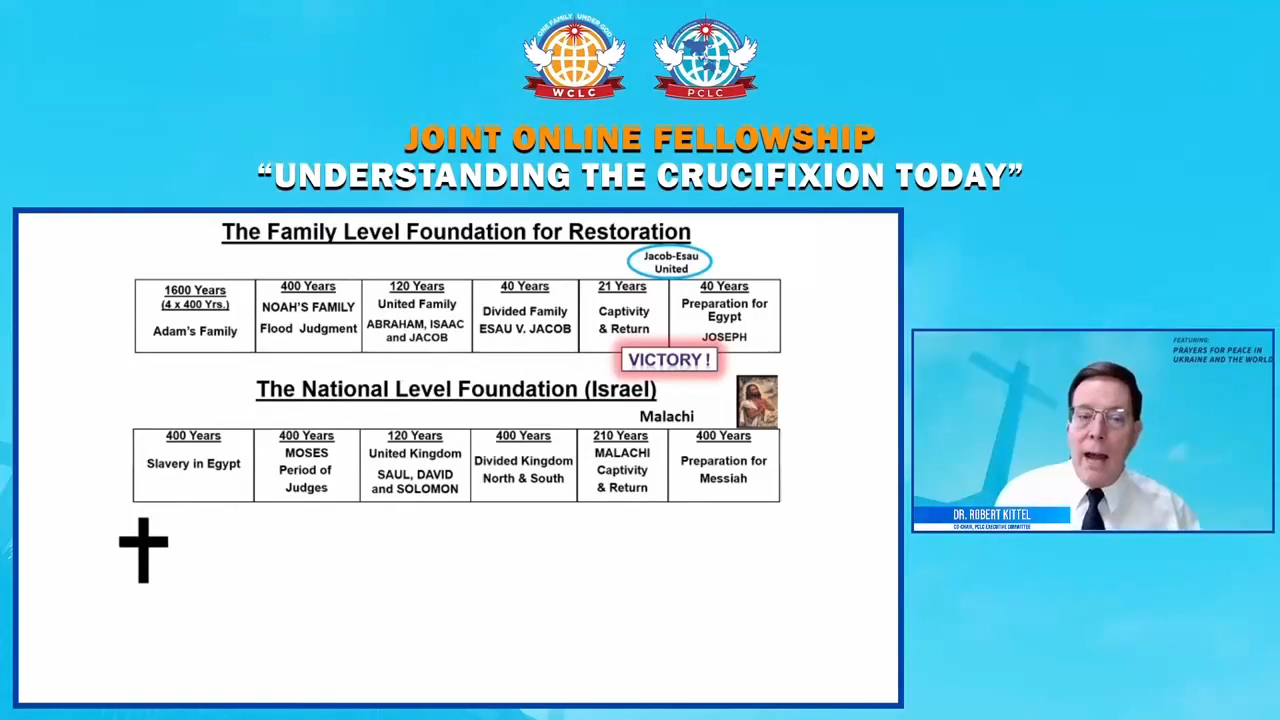 ONE FAMILY UNDER GOD
WCLC
PCLC
JOINT ONLINE FELLOWSHIP
“UNDERSTANDING THE CRUCIFIXION TODAY”
The Family Level Foundation for Restoration
Jacob-Esau
United
1600 Years
(4 x 400 Yrs.)
Adam's Family
400 Years
NOAH'S FAMILY
Flood Judgment
120 Years
United Family
ABRAHAM, ISAAC
and JACOB
40 Years
Divided Family
ESAU V. JACOB
21 Years
Captivity
& Return
40 Years
Preparation for
Egypt
JOSEPH
VICTORY !
The National Level Foundation (Israel)
Malachi
400 Years
Slavery in Egypt
400 Years
MOSES
Period of
Judges
120 Years
United Kingdom
SAUL, DAVID
and SOLOMON
400 Years
Divided Kingdom
North & South
210 Years
MALACHI
Captivity
& Return
400 Years
Preparation for
Messiah
FEATURING:
PRAYERS FOR PEACE IN
UKRAINE AND THE WORLD
DR. ROBERT KITTEL
CO-CHAIR, PCLC EXECUTIVE COMMITTEE